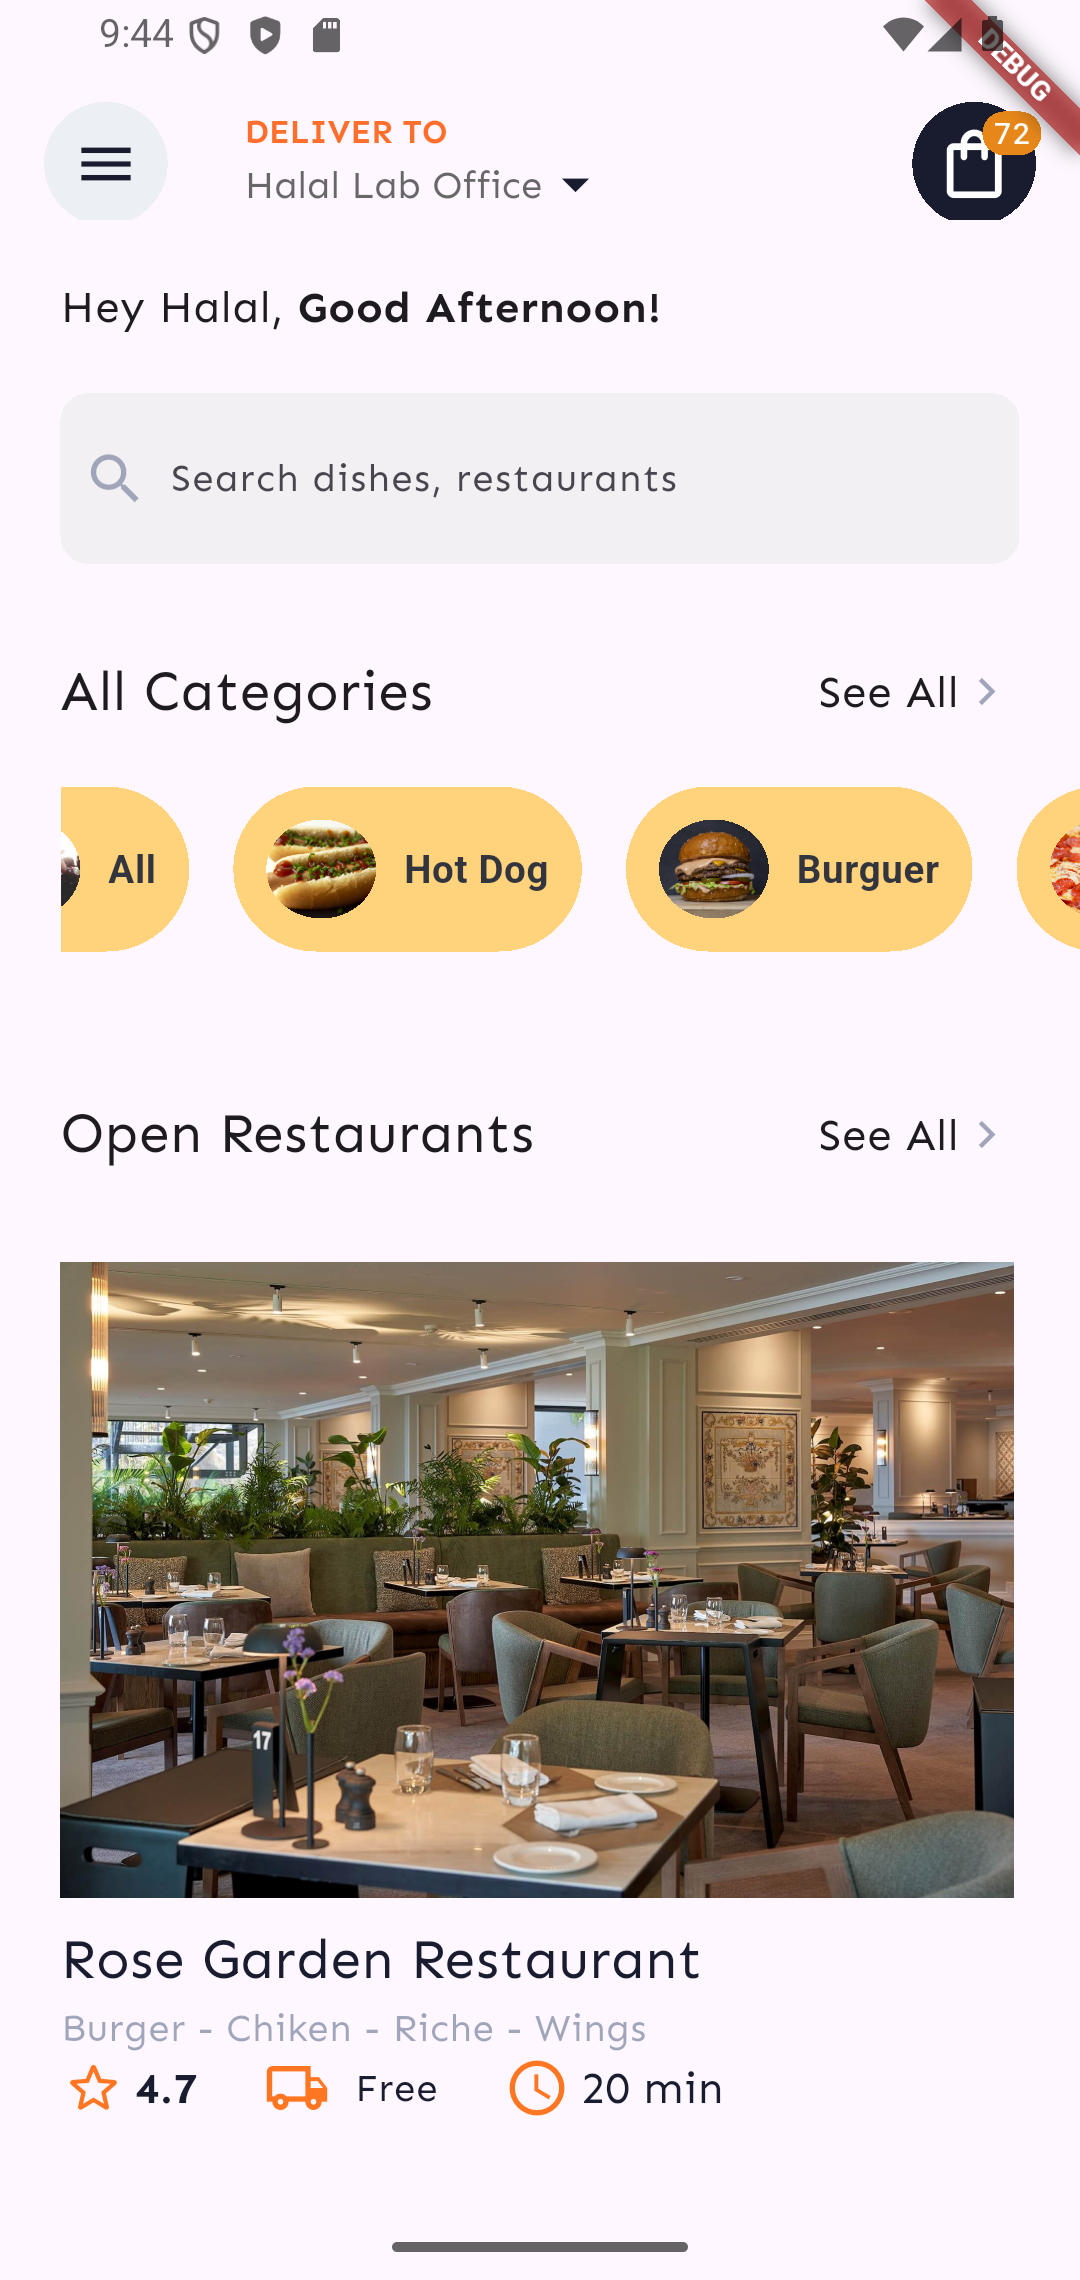 9:44
DEBUG
DELIVER TO
72
Halal Lab Office
Hey Halal, Good Afternoon!
Search dishes, restaurants
All Categories
See All
All
Hot Dog
Burguer
Open Restaurants
See All
17
Rose Garden Restaurant
Burger - Chiken - Riche - Wings
4.7
Free
20 min